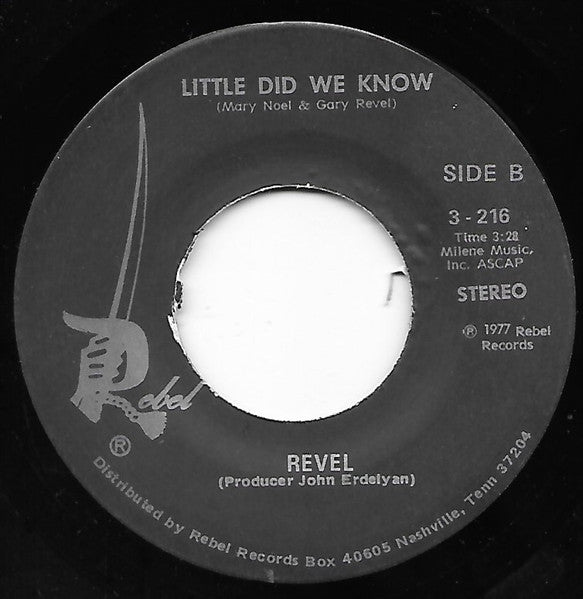 LITTLE DID WE KNOW
(Mary Noel & Gary Revel)
SIDE B
3 - 216
Time 3:28
Milene Music,
Inc. ASCAP
STEREO
℗ 1977 Rebel
Records
Rebel
®
REVEL
(Producer John Erdelyan)
Distributed by Rebel Records Box 40605 Nashville, Tenn 37204